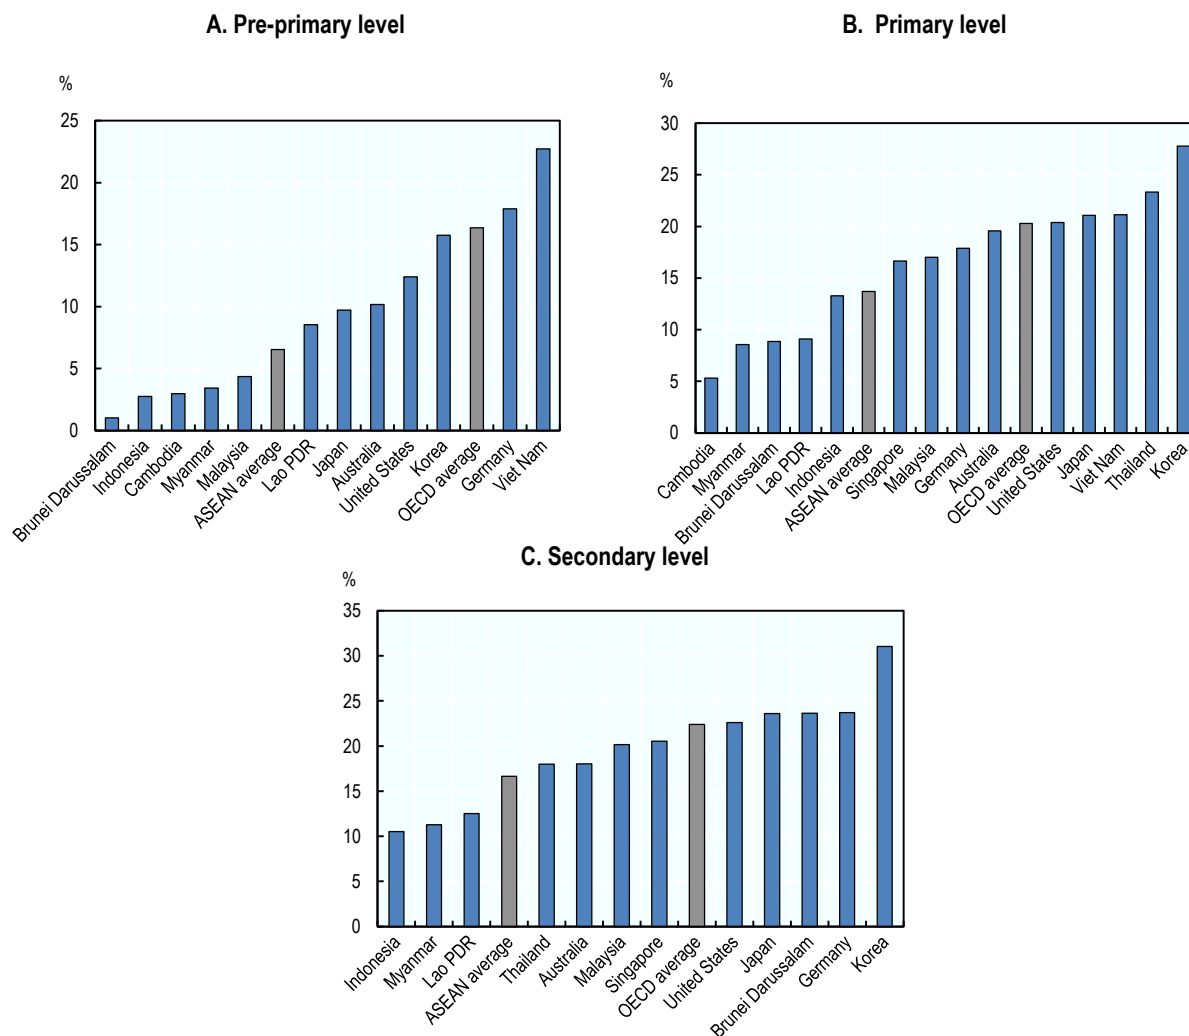 A. Pre-primary level
%
25
20
15
10
5
0
Brunei Darussalam
Indonesia
Cambodia
Myanmar
Malaysia
ASEAN average
Lao PDR
Japan
Australia
United States
Korea
OECD average
Germany
Viet Nam
B. Primary level
%
30
25
20
15
10
5
0
Cambodia
Myanmar
Brunei Darussalam
Lao PDR
Indonesia
ASEAN average
Singapore
Malaysia
Germany
Australia
OECD average
United States
Japan
Viet Nam
Thailand
Korea
C. Secondary level
%
35
30
25
20
15
10
5
0
Indonesia
Myanmar
Lao PDR
ASEAN average
Thailand
Australia
Malaysia
Singapore
OECD average
United States
Japan
Brunei Darussalam
Germany
Korea